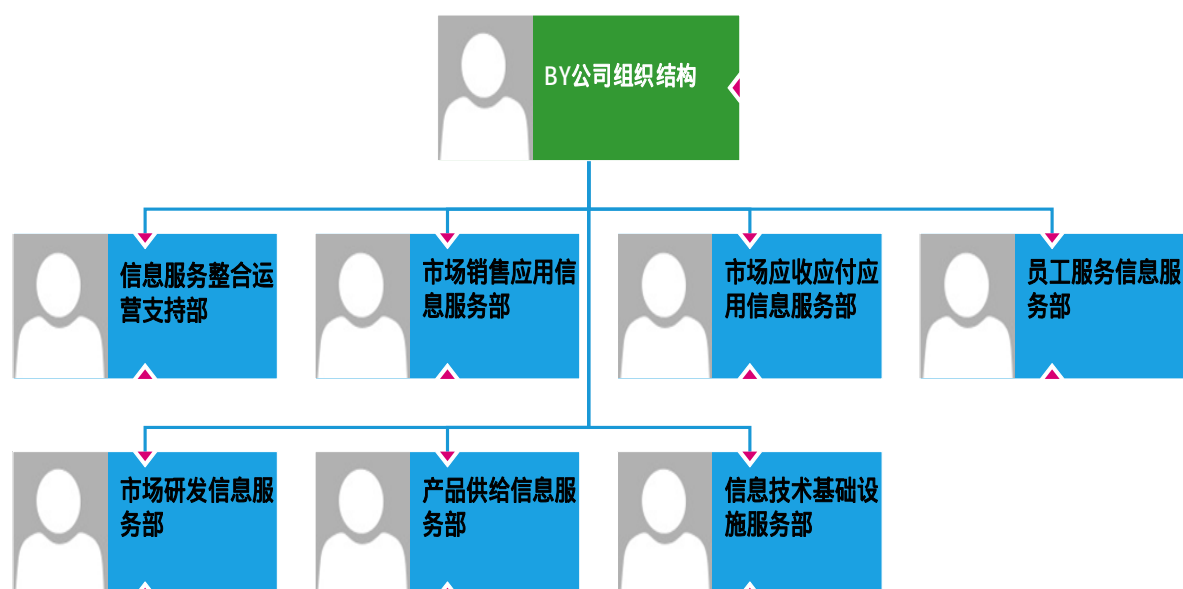 BY公司组织结构
信息服务整合运
营支持部
市场销售应用信
息服务部
市场应收应付应
用信息服务部
员工服务信息服
务部
市场研发信息服
务部
产品供给信息服
务部
信息技术基础设
施服务部